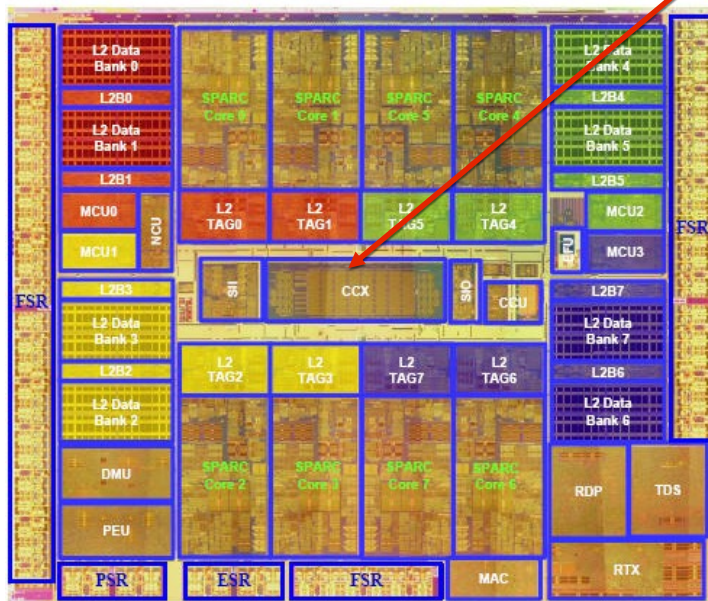 FSR
L2 Data
Bank 0
L2B0
L2 Data
Bank 1
L2B1
MCU0
MCU1
NCU
SPARC
Core 0
SPARC
Core 1
SPARC
Core 5
SPARC
Core 4
L2
TAG0
L2
TAG1
L2
TAG5
L2
TAG4
L2 Data
Bank 4
L2B4
L2 Data
Bank 5
L2B5
MCU2
EFU
MCU3
FSR
SII
CCX
SIO
CCU
L2B3
L2 Data
Bank 3
L2B2
L2 Data
Bank 2
DMU
PEU
L2
TAG2
L2
TAG3
L2
TAG7
L2
TAG6
SPARC
Core 2
SPARC
Core 3
SPARC
Core 7
SPARC
Core 6
L2B7
L2 Data
Bank 7
L2B6
L2 Data
Bank 6
RDP
TDS
RTX
PSR
ESR
FSR
MAC